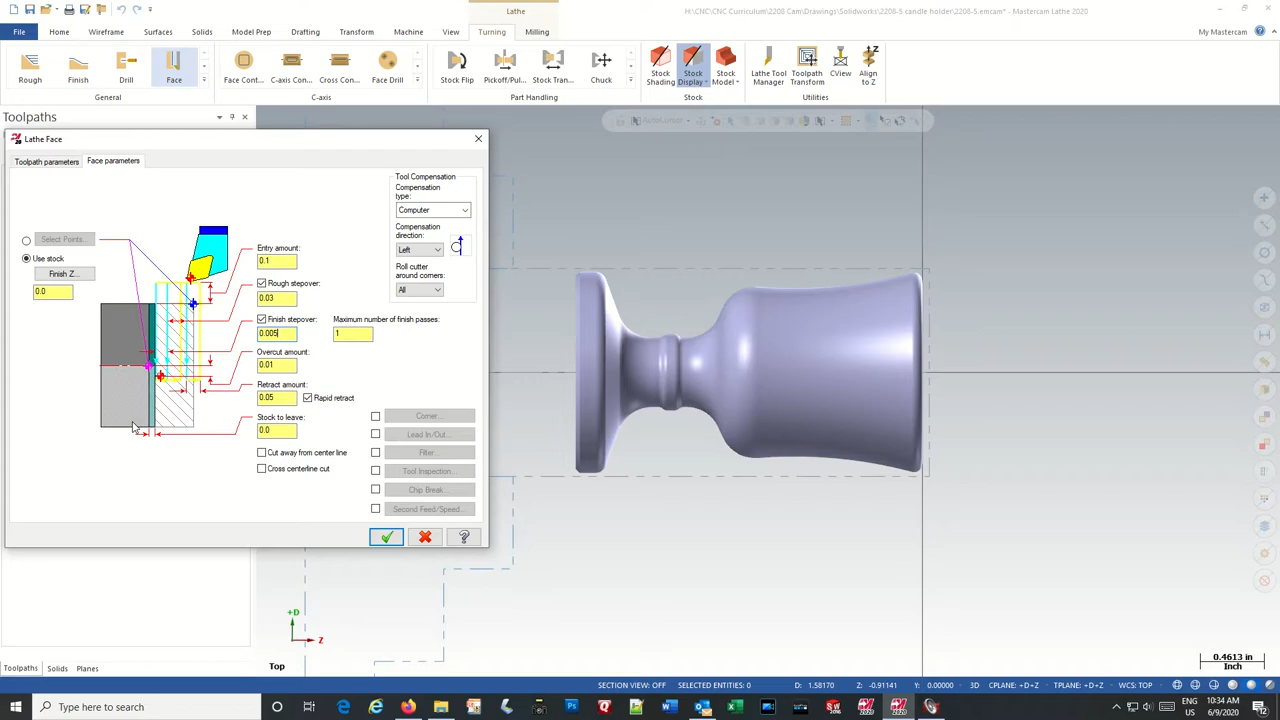 Lathe
H:\CNC\CNC Curriculum\2208 Cam\Drawings\Solidworks\2208-5 candle holder\2208-5.emcam* - Mastercam Lathe 2020
File Home Wireframe Surfaces Solids Model Prep Drafting Transform Machine View Turning Milling
My Mastercam
Rough Finish Drill Face Face Cont... C-axis Con... Cross Con... Face Drill Stock Flip Pickoff/Pul... Stock Tran... Chuck Stock Shading Stock Display Stock Model Lathe Tool Manager Toolpath Transform CView Align to Z
General C-axis Part Handling Stock Utilities
Toolpaths
AutoCursor
Lathe Face
Toolpath parameters Face parameters
Tool Compensation
Compensation type:
Computer
Compensation direction:
Left
Roll cutter around corners:
All
Select Points...
Use stock
Finish Z...
0.0
Entry amount:
0.1
Rough stepover:
0.03
Finish stepover: Maximum number of finish passes:
0.005 1
Overcut amount:
0.01
Retract amount:
0.05 Rapid retract
Stock to leave:
0.0
Cut away from center line
Cross centerline cut
Corner...
Lead In/Out...
Filter...
Tool Inspection...
Chip Break...
Second Feed/Speed...
+D
Z
Top
0.4613 in
Inch
Toolpaths Solids Planes
SECTION VIEW: OFF SELECTED ENTITIES: 0 D: 1.58170 Z: -0.91141 Y: 0.00000 3D CPLANE: +D+Z TPLANE: +D+Z WCS: TOP
Type here to search
ENG
10:34 AM
6/9/2020